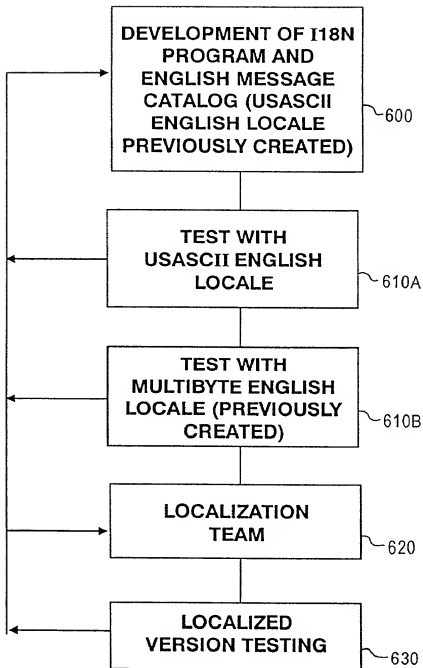 DEVELOPMENT OF I18N
PROGRAM AND
ENGLISH MESSAGE
CATALOG (USASCII
ENGLISH LOCALE
PREVIOUSLY CREATED)
600
TEST WITH
USASCII ENGLISH
LOCALE
610A
TEST WITH
MULTIBYTE ENGLISH
LOCALE (PREVIOUSLY
CREATED)
610B
LOCALIZATION
TEAM
620
LOCALIZED
VERSION TESTING
630